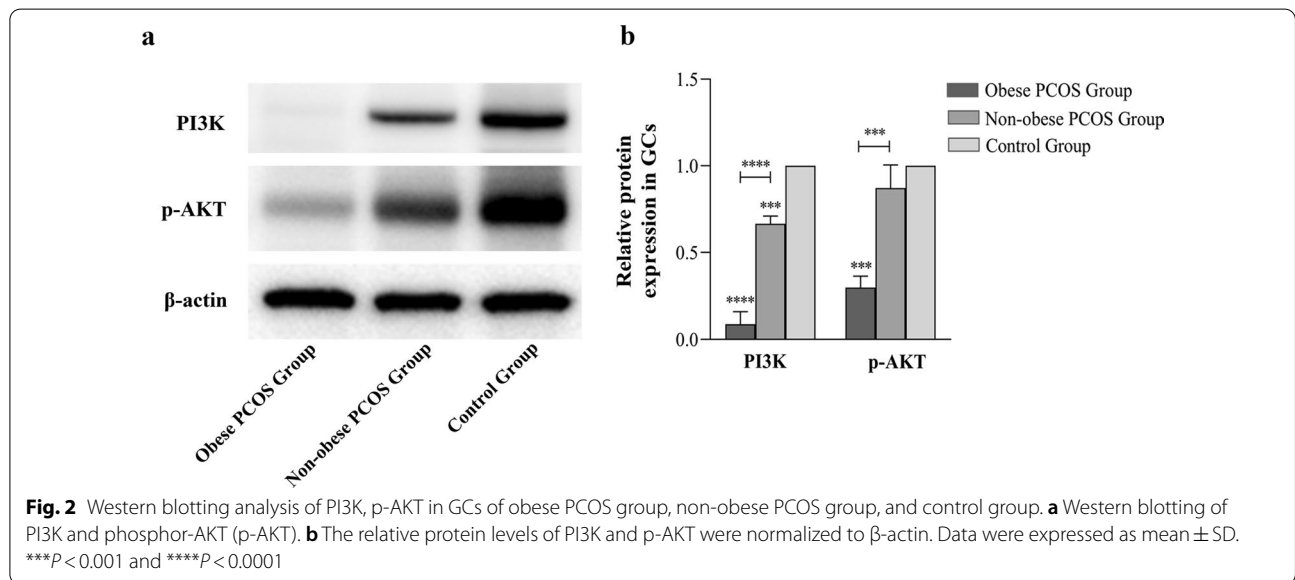 a
PI3K
p-AKT
β-actin
Obese PCOS Group
Non-obese PCOS Group
Control Group
b
Relative protein
expression in GCs
1.5
1.0
0.5
0.0
****
****
***
***
***
PI3K
p-AKT
Obese PCOS Group
Non-obese PCOS Group
Control Group
Fig. 2 Western blotting analysis of PI3K, p-AKT in GCs of obese PCOS group, non-obese PCOS group, and control group. a Western blotting of
PI3K and phosphor-AKT (p-AKT). b The relative protein levels of PI3K and p-AKT were normalized to β-actin. Data were expressed as mean ± SD.
***P < 0.001 and ****P < 0.0001